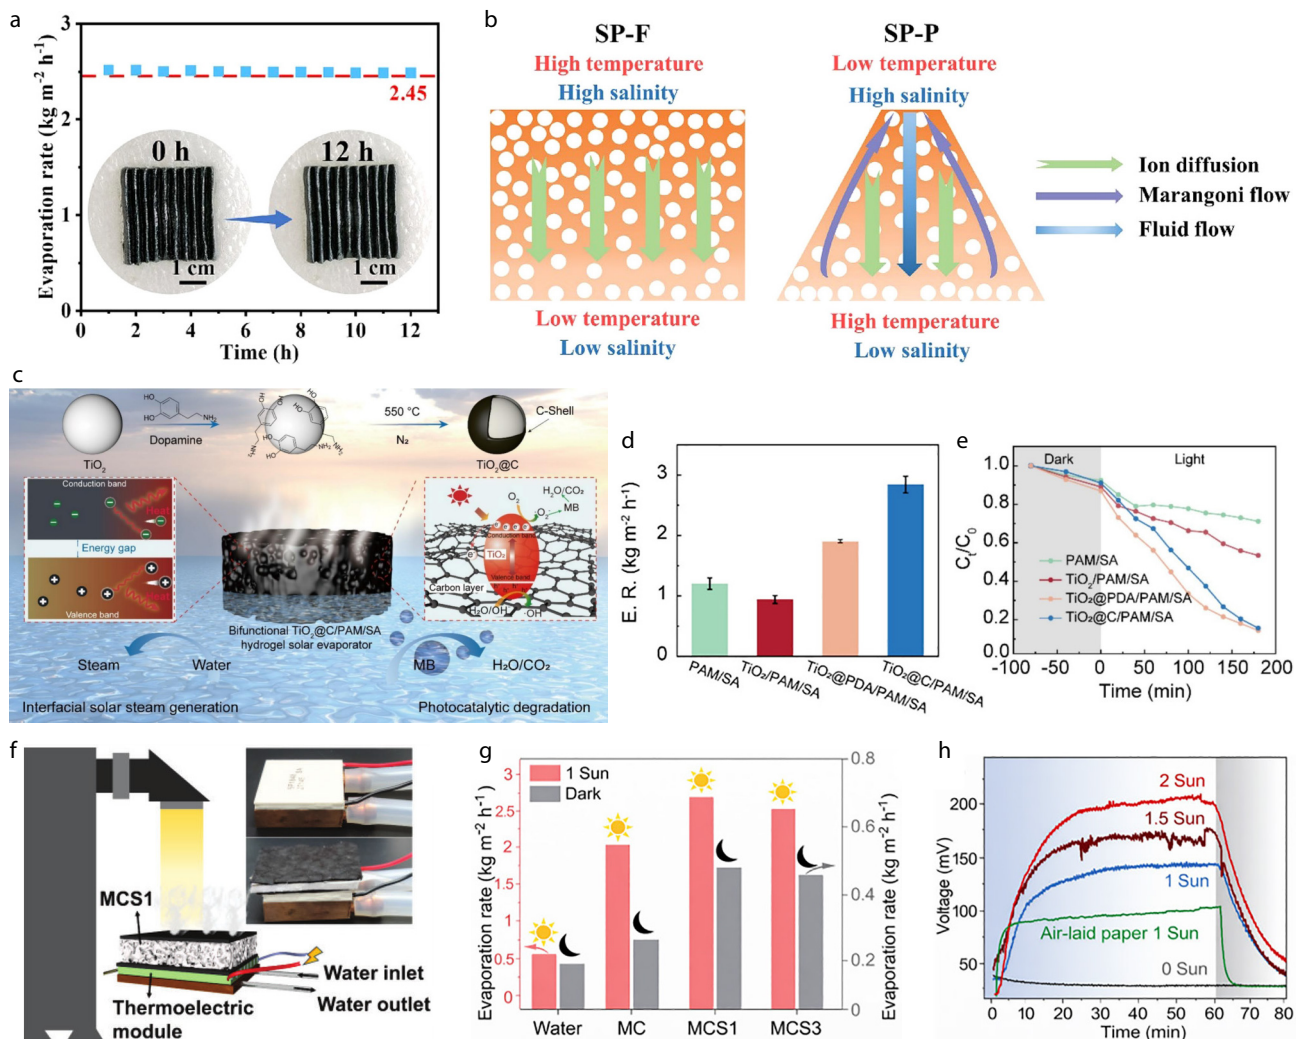 a
Evaporation rate (kg m⁻² h⁻¹)
3
2
1
0
2.45
0 h
12 h
1 cm
1 cm
0 2 4 6 8 10 12
Time (h)
b
SP-F
SP-P
High temperature
Low temperature
High salinity
High salinity
Ion diffusion
Marangoni flow
Fluid flow
Low temperature
High temperature
Low salinity
Low salinity
c
TiO₂
HO
HO
NH₂
Dopamine
550 °C
N₂
C-Shell
TiO₂@C
Conduction band
Heat
Energy gap
Valence band
Heat
O₂
·O₂⁻
H₂O/CO₂
MB
Conduction band
e⁻
TiO₂
Valence band
Carbon layer
H₂O/OH⁻
·OH
Bifunctional TiO₂@C/PAM/SA
hydrogel solar evaporator
Steam
Water
MB
H₂O/CO₂
Interfacial solar steam generation
Photocatalytic degradation
d
E. R. (kg m⁻² h⁻¹)
3
2
1
0
PAM/SA
TiO₂/PAM/SA
TiO₂@PDA/PAM/SA
TiO₂@C/PAM/SA
e
Dark
Light
Cₜ/C₀
1.0
0.8
0.6
0.4
0.2
0.0
PAM/SA
TiO₂/PAM/SA
TiO₂@PDA/PAM/SA
TiO₂@C/PAM/SA
-100 -50 0 50 100 150 200
Time (min)
f
MCS1
Thermoelectric
module
Water inlet
Water outlet
g
1 Sun
Dark
Evaporation rate (kg m⁻² h⁻¹)
3
2.5
2
1.5
1
0.5
0
Evaporation rate (kg m⁻² h⁻¹)
0.8
0.6
0.4
0.2
0
Water MC MCS1 MCS3
h
Voltage (mV)
200
150
100
50
2 Sun
1.5 Sun
1 Sun
Air-laid paper 1 Sun
0 Sun
0 10 20 30 40 50 60 70 80
Time (min)